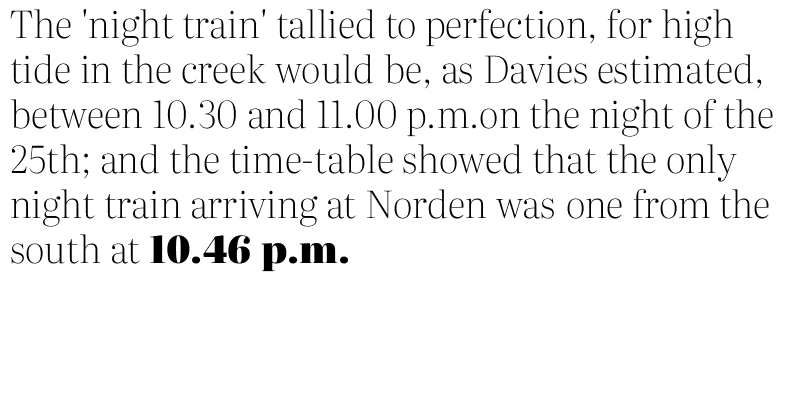 The 'night train' tallied to perfection, for high
tide in the creek would be, as Davies estimated,
between 10.30 and 11.00 p.m.on the night of the
25th; and the time-table showed that the only
night train arriving at Norden was one from the
south at 10.46 p.m.